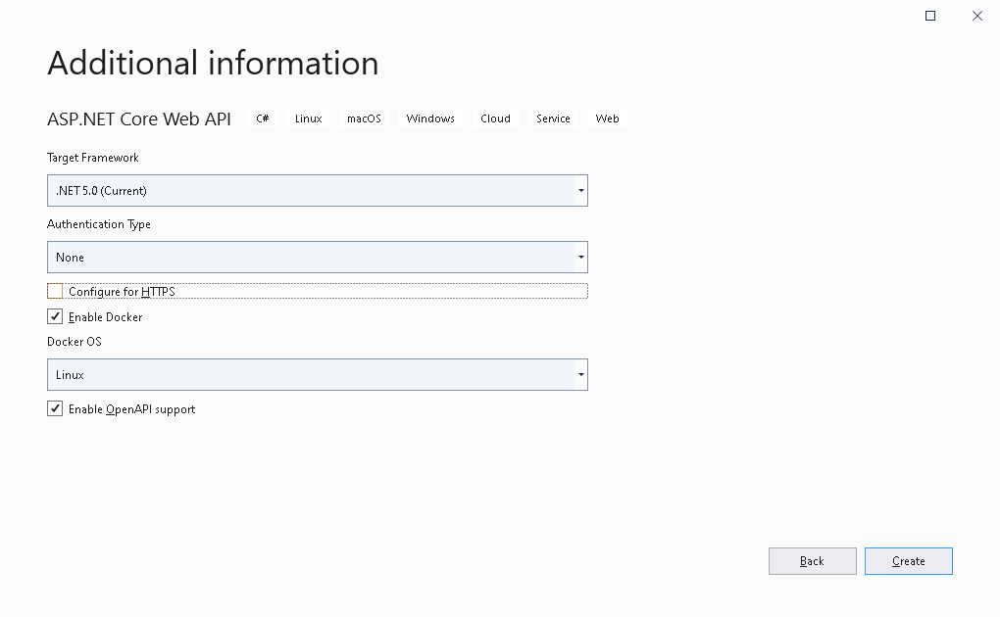 Additional information
ASP.NET Core Web API C# Linux macOS Windows Cloud Service Web
Target Framework
.NET 5.0 (Current)
Authentication Type
None
Configure for HTTPS
Enable Docker
Docker OS
Linux
Enable OpenAPI support
Back Create